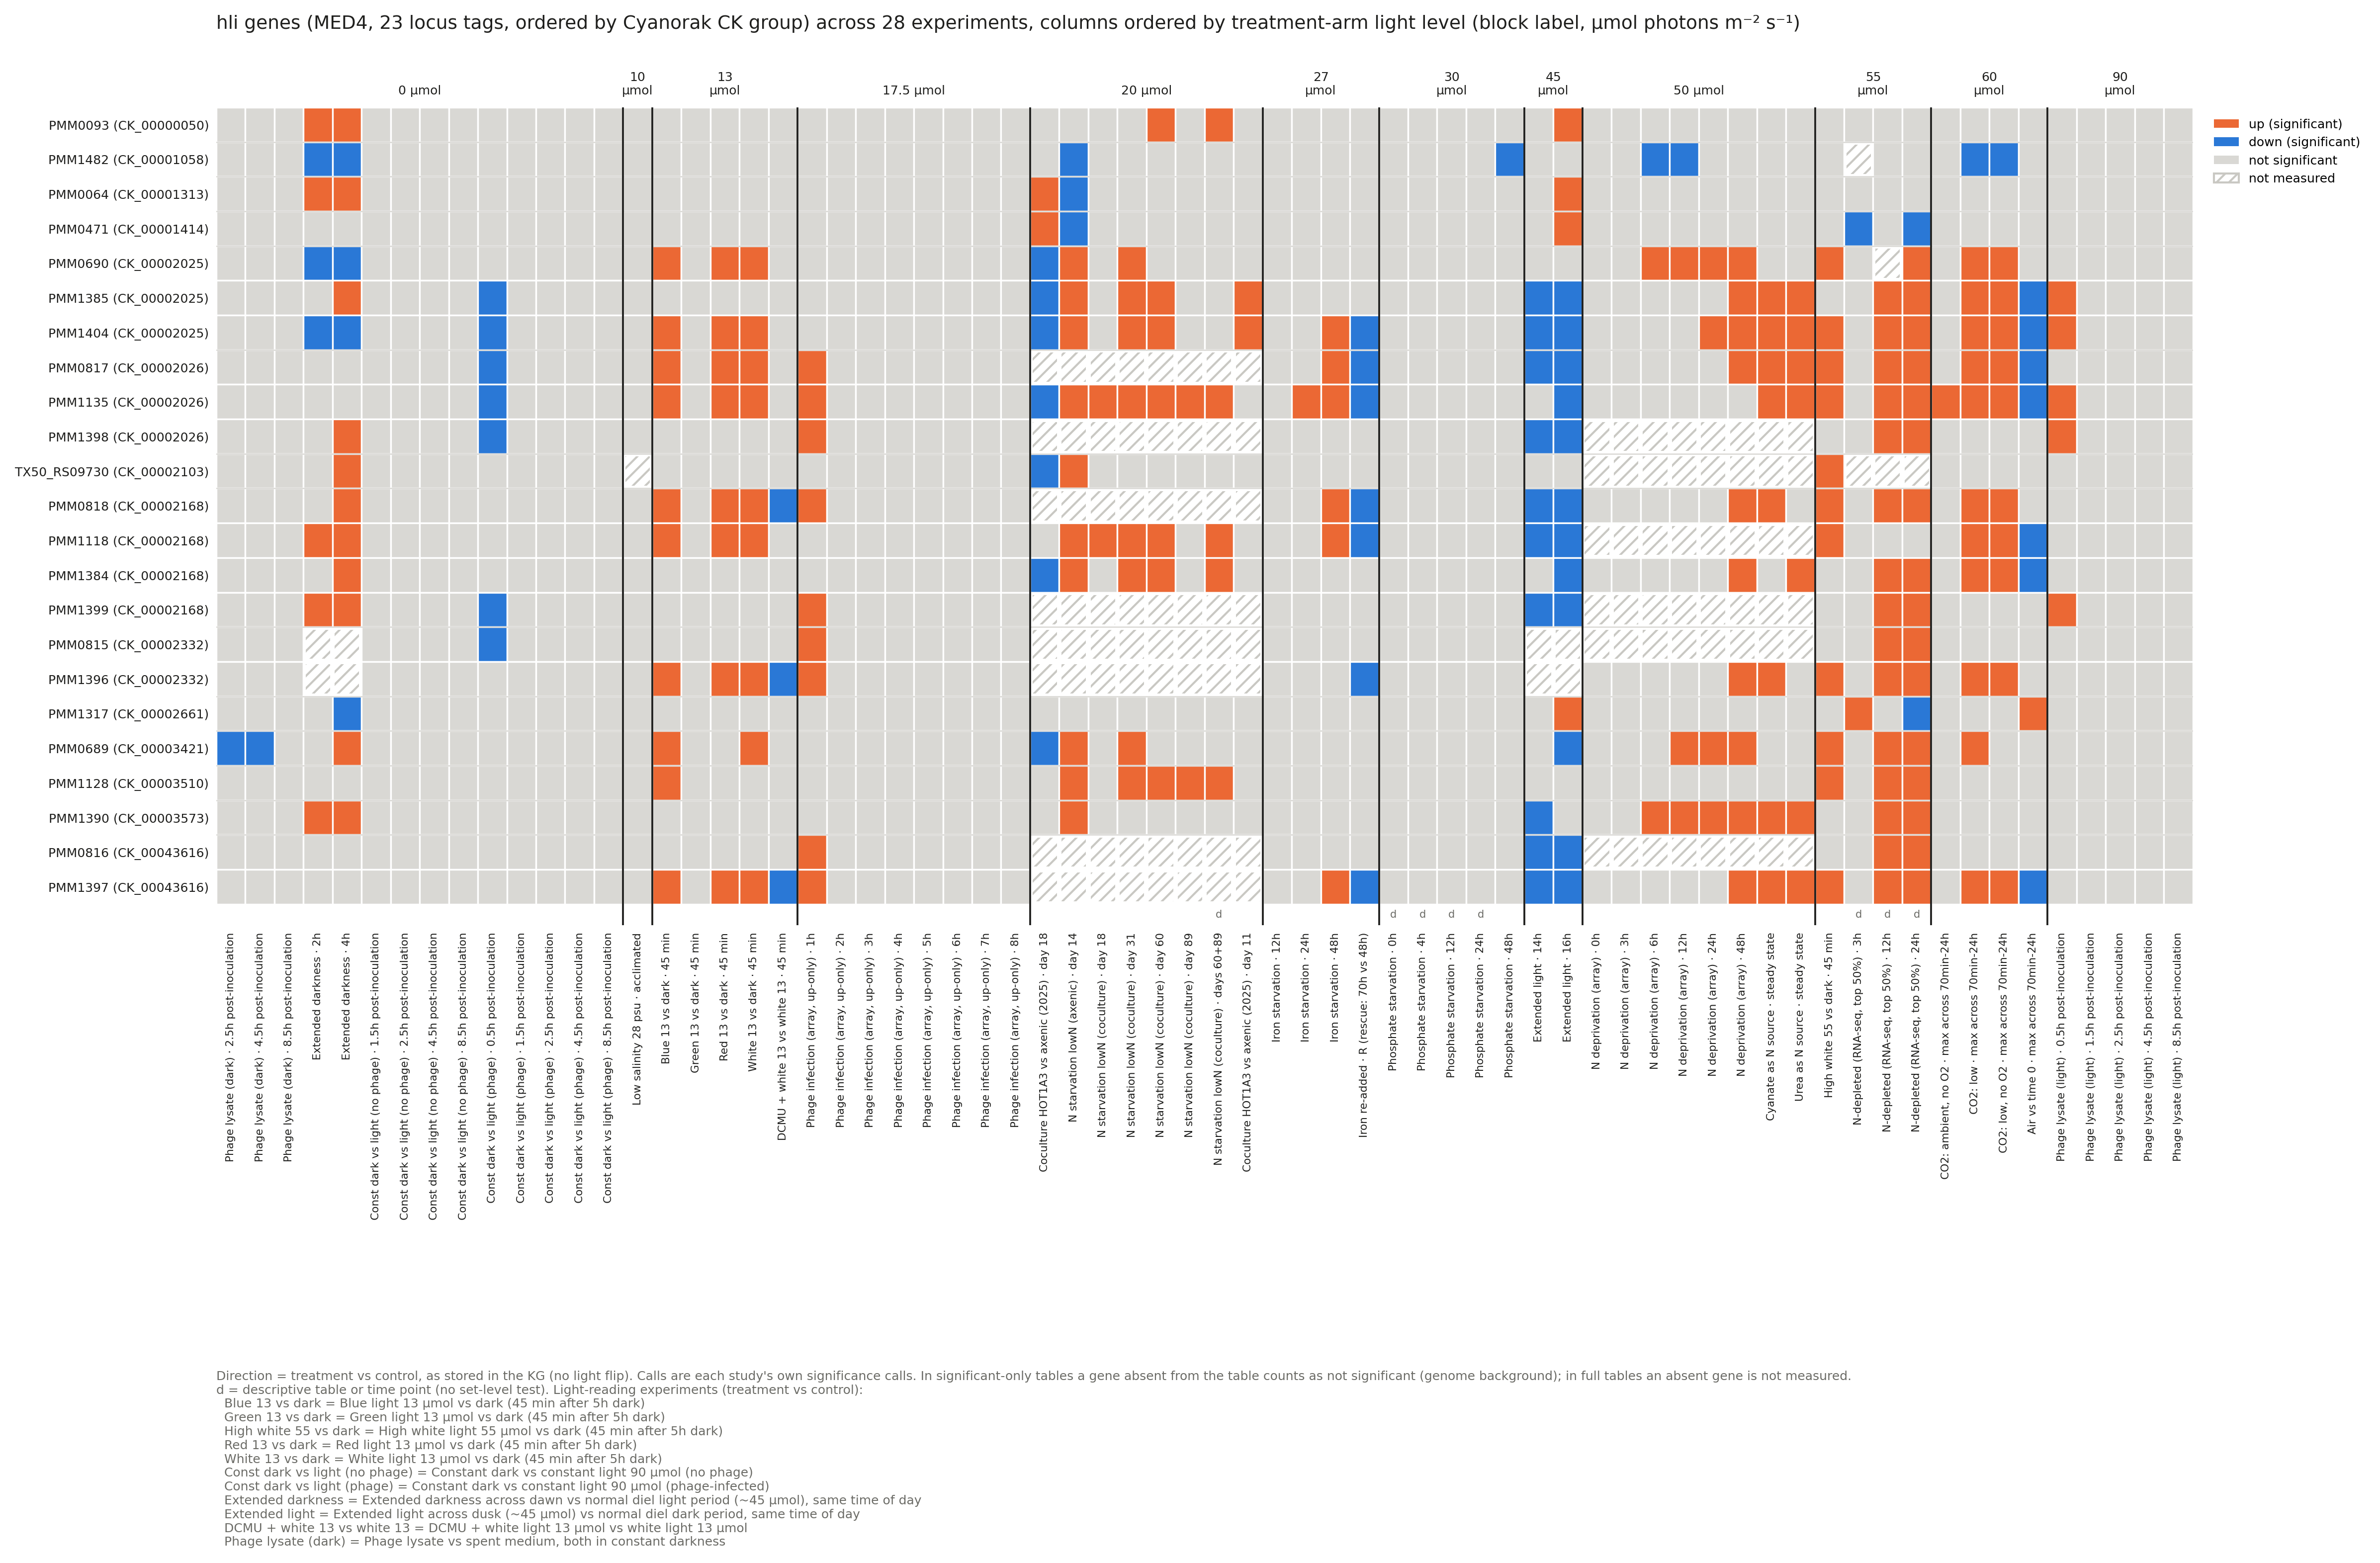 hli genes (MED4, 23 locus tags, ordered by Cyanorak CK group) across 28 experiments, columns ordered by treatment-arm light level (block label, µmol photons m⁻² s⁻¹)
0 µmol
10 µmol
13 µmol
17.5 µmol
20 µmol
27 µmol
30 µmol
45 µmol
50 µmol
55 µmol
60 µmol
90 µmol
up (significant)
down (significant)
not significant
not measured
PMM0093 (CK_00000050)
PMM1482 (CK_00001058)
PMM0064 (CK_00001313)
PMM0471 (CK_00001414)
PMM0690 (CK_00002025)
PMM1385 (CK_00002025)
PMM1404 (CK_00002025)
PMM0817 (CK_00002026)
PMM1135 (CK_00002026)
PMM1398 (CK_00002026)
TX50_RS09730 (CK_00002103)
PMM0818 (CK_00002168)
PMM1118 (CK_00002168)
PMM1384 (CK_00002168)
PMM1399 (CK_00002168)
PMM0815 (CK_00002332)
PMM1396 (CK_00002332)
PMM1317 (CK_00002661)
PMM0689 (CK_00003421)
PMM1128 (CK_00003510)
PMM1390 (CK_00003573)
PMM0816 (CK_00043616)
PMM1397 (CK_00043616)
d d d d d d d d
Phage lysate (dark) · 2.5h post-inoculation
Phage lysate (dark) · 4.5h post-inoculation
Phage lysate (dark) · 8.5h post-inoculation
Extended darkness · 2h
Extended darkness · 4h
Const dark vs light (no phage) · 1.5h post-inoculation
Const dark vs light (no phage) · 2.5h post-inoculation
Const dark vs light (no phage) · 4.5h post-inoculation
Const dark vs light (no phage) · 8.5h post-inoculation
Const dark vs light (phage) · 0.5h post-inoculation
Const dark vs light (phage) · 1.5h post-inoculation
Const dark vs light (phage) · 2.5h post-inoculation
Const dark vs light (phage) · 4.5h post-inoculation
Const dark vs light (phage) · 8.5h post-inoculation
Low salinity 28 psu · acclimated
Blue 13 vs dark · 45 min
Green 13 vs dark · 45 min
Red 13 vs dark · 45 min
White 13 vs dark · 45 min
DCMU + white 13 vs white 13 · 45 min
Phage infection (array, up-only) · 1h
Phage infection (array, up-only) · 2h
Phage infection (array, up-only) · 3h
Phage infection (array, up-only) · 4h
Phage infection (array, up-only) · 5h
Phage infection (array, up-only) · 6h
Phage infection (array, up-only) · 7h
Phage infection (array, up-only) · 8h
Coculture HOT1A3 vs axenic (2025) · day 18
N starvation lowN (axenic) · day 14
N starvation lowN (coculture) · day 18
N starvation lowN (coculture) · day 31
N starvation lowN (coculture) · day 60
N starvation lowN (coculture) · day 89
N starvation lowN (coculture) · days 60+89
Coculture HOT1A3 vs axenic (2025) · day 11
Iron starvation · 12h
Iron starvation · 24h
Iron starvation · 48h
Iron re-added · R (rescue: 70h vs 48h)
Phosphate starvation · 0h
Phosphate starvation · 4h
Phosphate starvation · 12h
Phosphate starvation · 24h
Phosphate starvation · 48h
Extended light · 14h
Extended light · 16h
N deprivation (array) · 0h
N deprivation (array) · 3h
N deprivation (array) · 6h
N deprivation (array) · 12h
N deprivation (array) · 24h
N deprivation (array) · 48h
Cyanate as N source · steady state
Urea as N source · steady state
High white 55 vs dark · 45 min
N-depleted (RNA-seq, top 50%) · 3h
N-depleted (RNA-seq, top 50%) · 12h
N-depleted (RNA-seq, top 50%) · 24h
CO2: ambient, no O2 · max across 70min-24h
CO2: low · max across 70min-24h
CO2: low, no O2 · max across 70min-24h
Air vs time 0 · max across 70min-24h
Phage lysate (light) · 0.5h post-inoculation
Phage lysate (light) · 1.5h post-inoculation
Phage lysate (light) · 2.5h post-inoculation
Phage lysate (light) · 4.5h post-inoculation
Phage lysate (light) · 8.5h post-inoculation
Direction = treatment vs control, as stored in the KG (no light flip). Calls are each study's own significance calls. In significant-only tables a gene absent from the table counts as not significant (genome background); in full tables an absent gene is not measured.
d = descriptive table or time point (no set-level test). Light-reading experiments (treatment vs control):
Blue 13 vs dark = Blue light 13 µmol vs dark (45 min after 5h dark)
Green 13 vs dark = Green light 13 µmol vs dark (45 min after 5h dark)
High white 55 vs dark = High white light 55 µmol vs dark (45 min after 5h dark)
Red 13 vs dark = Red light 13 µmol vs dark (45 min after 5h dark)
White 13 vs dark = White light 13 µmol vs dark (45 min after 5h dark)
Const dark vs light (no phage) = Constant dark vs constant light 90 µmol (no phage)
Const dark vs light (phage) = Constant dark vs constant light 90 µmol (phage-infected)
Extended darkness = Extended darkness across dawn vs normal diel light period (~45 µmol), same time of day
Extended light = Extended light across dusk (~45 µmol) vs normal diel dark period, same time of day
DCMU + white 13 vs white 13 = DCMU + white light 13 µmol vs white light 13 µmol
Phage lysate (dark) = Phage lysate vs spent medium, both in constant darkness